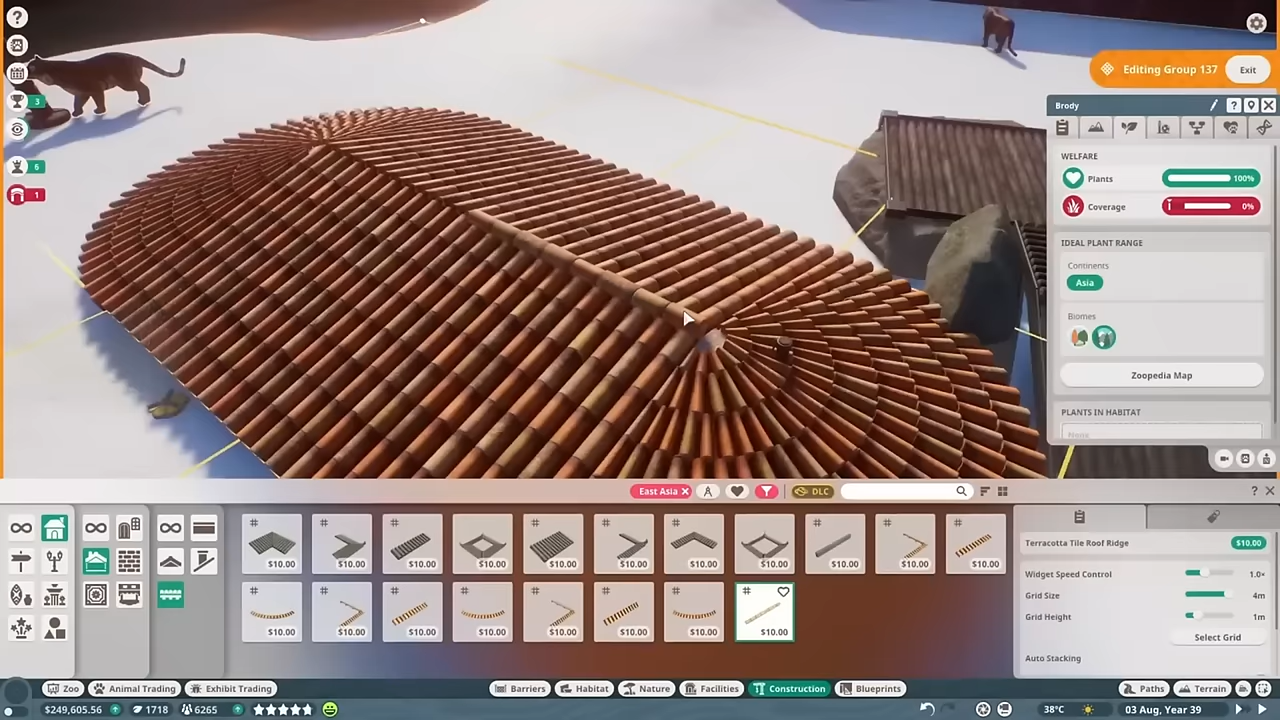 ?
Editing Group 137 Exit
3
6
1
Brody ?
WELFARE
Plants 100%
Coverage 0%
IDEAL PLANT RANGE
Continents
Asia
Biomes
Zoopedia Map
PLANTS IN HABITAT
None
East Asia × DLC ? ×
$10.00 $10.00 $10.00 $10.00 $10.00 $10.00 $10.00 $10.00 $10.00 $10.00 $10.00
$10.00 $10.00 $10.00 $10.00 $10.00 $10.00 $10.00 $10.00
Terracotta Tile Roof Ridge $10.00
Widget Speed Control 1.0×
Grid Size 4m
Grid Height 1m
Select Grid
Auto Stacking
Zoo Animal Trading Exhibit Trading Barriers Habitat Nature Facilities Construction Blueprints Paths Terrain
$249,605.56 1718 6265 38°C 03 Aug, Year 39